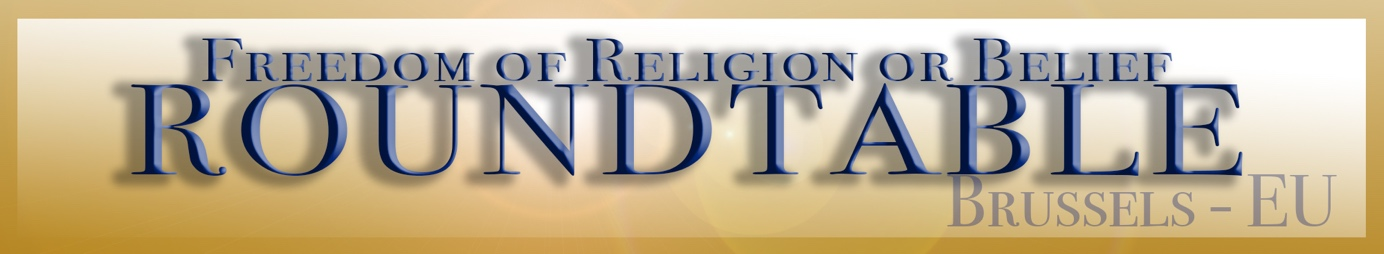 Freedom of Religion or Belief
ROUNDTABLE
Brussels - EU